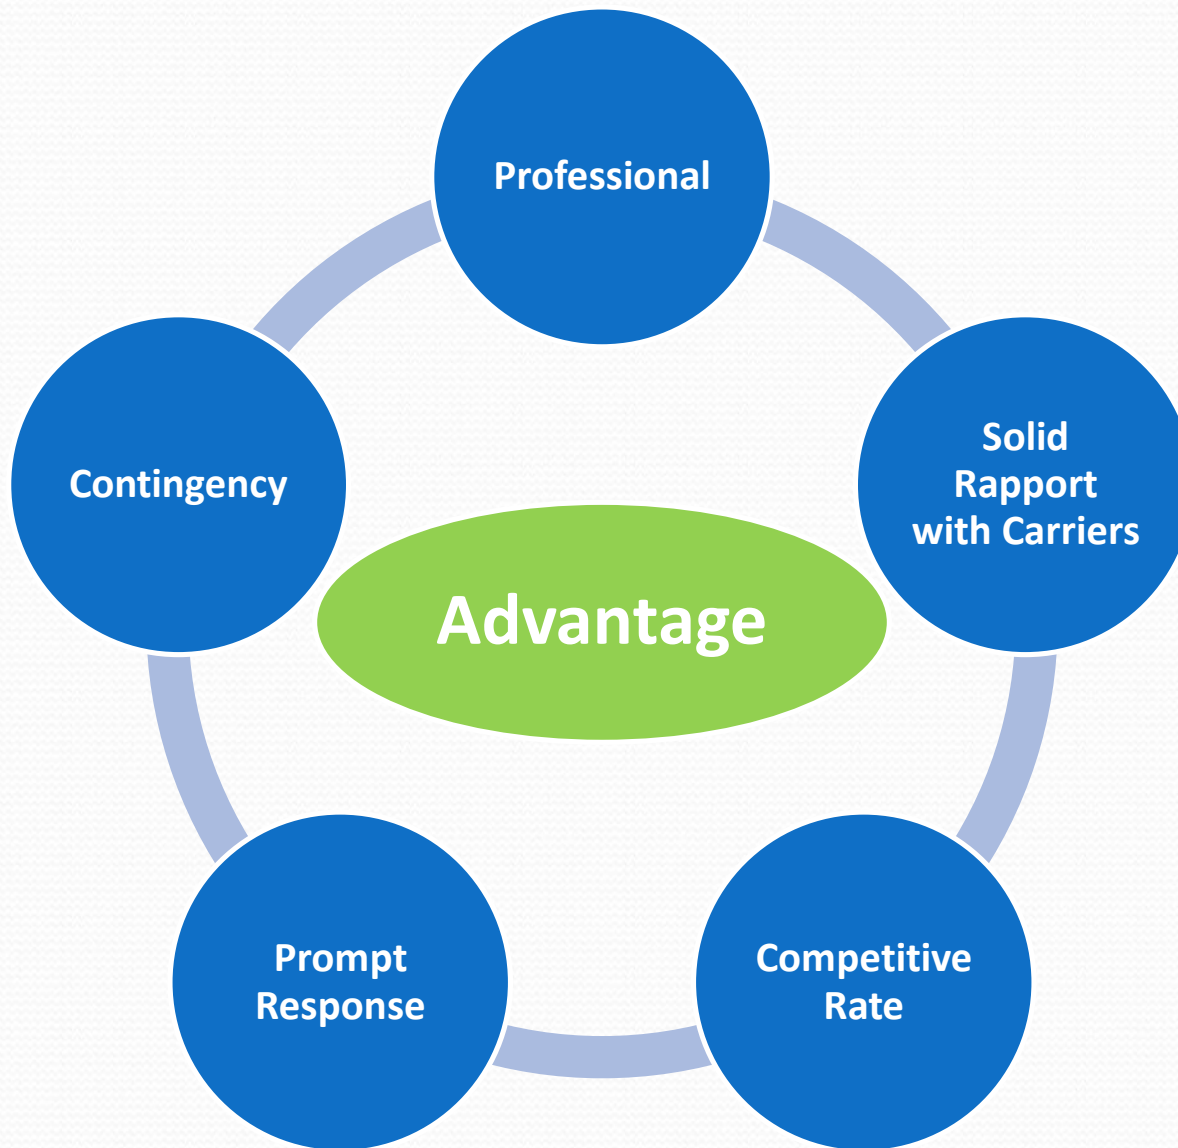 Professional
Solid
Rapport
with Carriers
Contingency
Advantage
Prompt
Response
Competitive
Rate